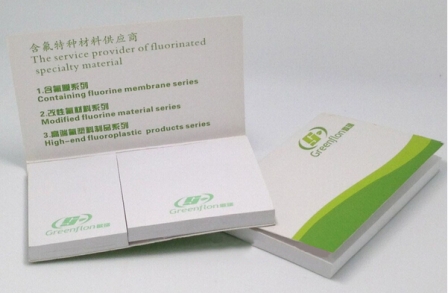 含氟特种材料供应商
The service provider of fluorinated
specialty material
1.含氟膜系列
Containing fluorine membrane series
2.改性氟材料系列
Modified fluorine material series
3.高端氟塑料制品系列
High-end fluoroplastic products series
Greenflon
Greenflon
Greenflon